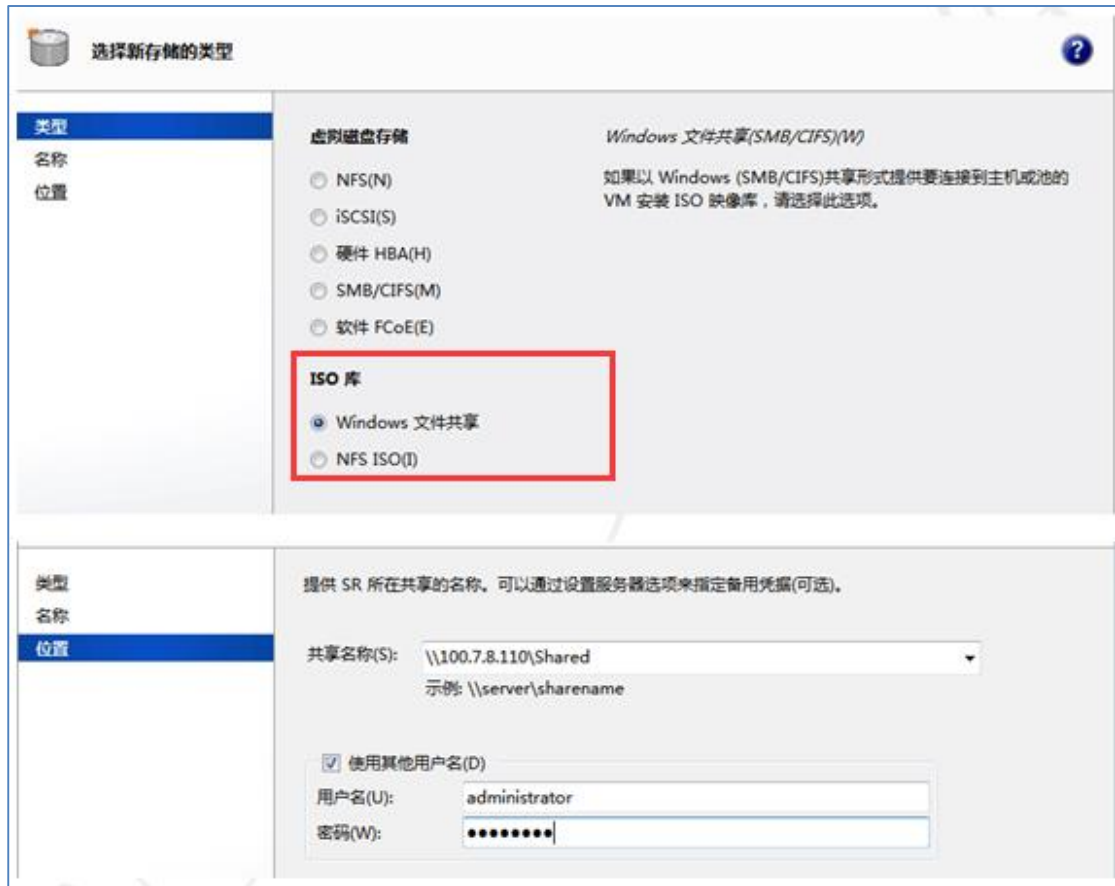 选择新存储的类型
?
类型
名称
位置
虚拟磁盘存储
NFS(N)
iSCSI(S)
硬件 HBA(H)
SMB/CIFS(M)
软件 FCoE(E)
ISO 库
Windows 文件共享
NFS ISO(I)
Windows 文件共享(SMB/CIFS)(W)
如果以 Windows (SMB/CIFS)共享形式提供要连接到主机或池的
VM 安装 ISO 映像库，请选择此选项。
类型
名称
位置
提供 SR 所在共享的名称。可以通过设置服务器选项来指定备用凭据(可选)。
共享名称(S): \\100.7.8.110\Shared
示例: \\server\sharename
使用其他用户名(D)
用户名(U): administrator
密码(W): ●●●●●●●●